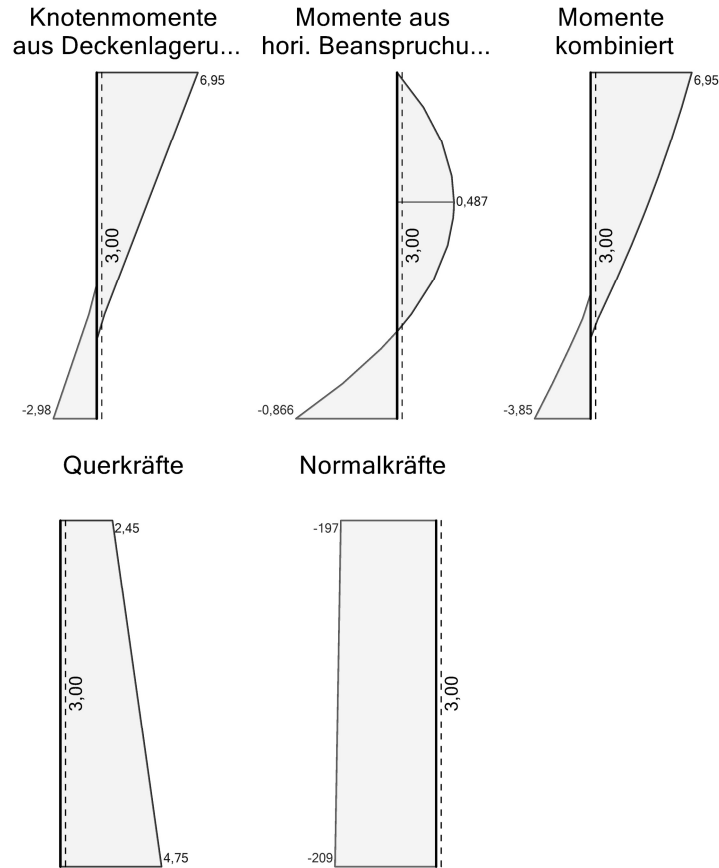 Knotenmomente
aus Deckenlageru...
6,95
3,00
-2,98
Momente aus
hori. Beanspruchu...
0,487
3,00
-0,866
Momente
kombiniert
6,95
3,00
-3,85
Querkräfte
2,45
3,00
4,75
Normalkräfte
-197
3,00
-209